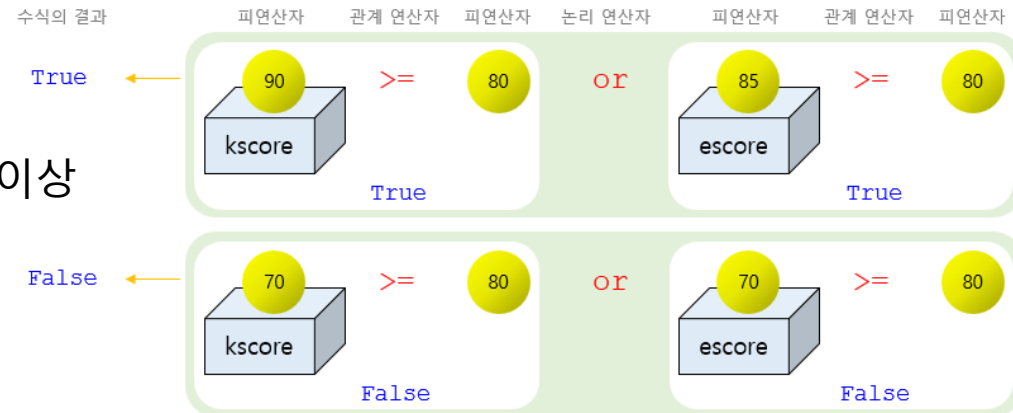 수식의 결과 피연산자 관계 연산자 피연산자 논리 연산자 피연산자 관계 연산자 피연산자
True 90 >= 80 or 85 >= 80
kscore escore
이상
True True
False 70 >= 80 or 70 >= 80
kscore escore
False False